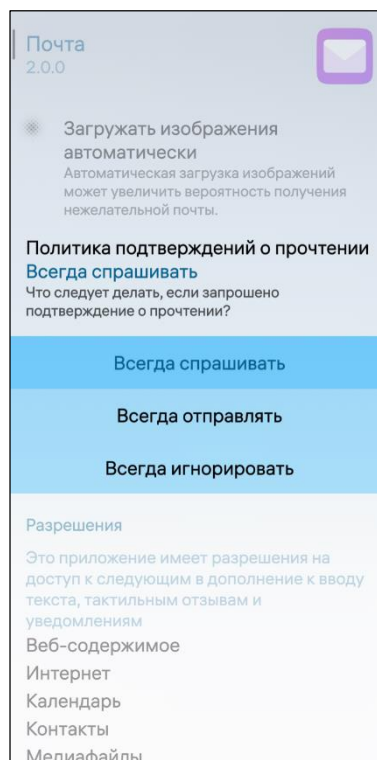 Почта
2.0.0
Загружать изображения
автоматически
Автоматическая загрузка изображений
может увеличить вероятность получения
нежелательной почты.
Политика подтверждений о прочтении
Всегда спрашивать
Что следует делать, если запрошено
подтверждение о прочтении?
Всегда спрашивать
Всегда отправлять
Всегда игнорировать
Разрешения
Это приложение имеет разрешения на
доступ к следующим в дополнение к вводу
текста, тактильным отзывам и
уведомлениям
Веб-содержимое
Интернет
Календарь
Контакты
Медиафайлы